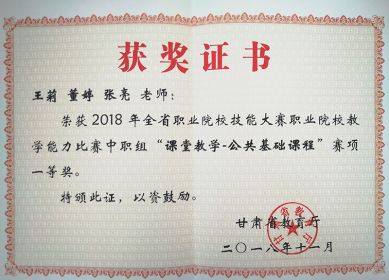 获奖证书
王莉 董婷 张亮 老师：
荣获2018年全省职业院校技能大赛职业院校教
学能力比赛中职组“课堂教学-公共基础课程”赛项
一等奖。
特颁此证，以资鼓励。
甘肃省教育厅
二〇一八年十一月